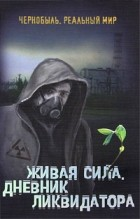 ЧЕРНОБЫЛЬ. РЕАЛЬНЫЙ МИР
ЖИВАЯ СИЛА.
ДНЕВНИК
ЛИКВИДАТОРА